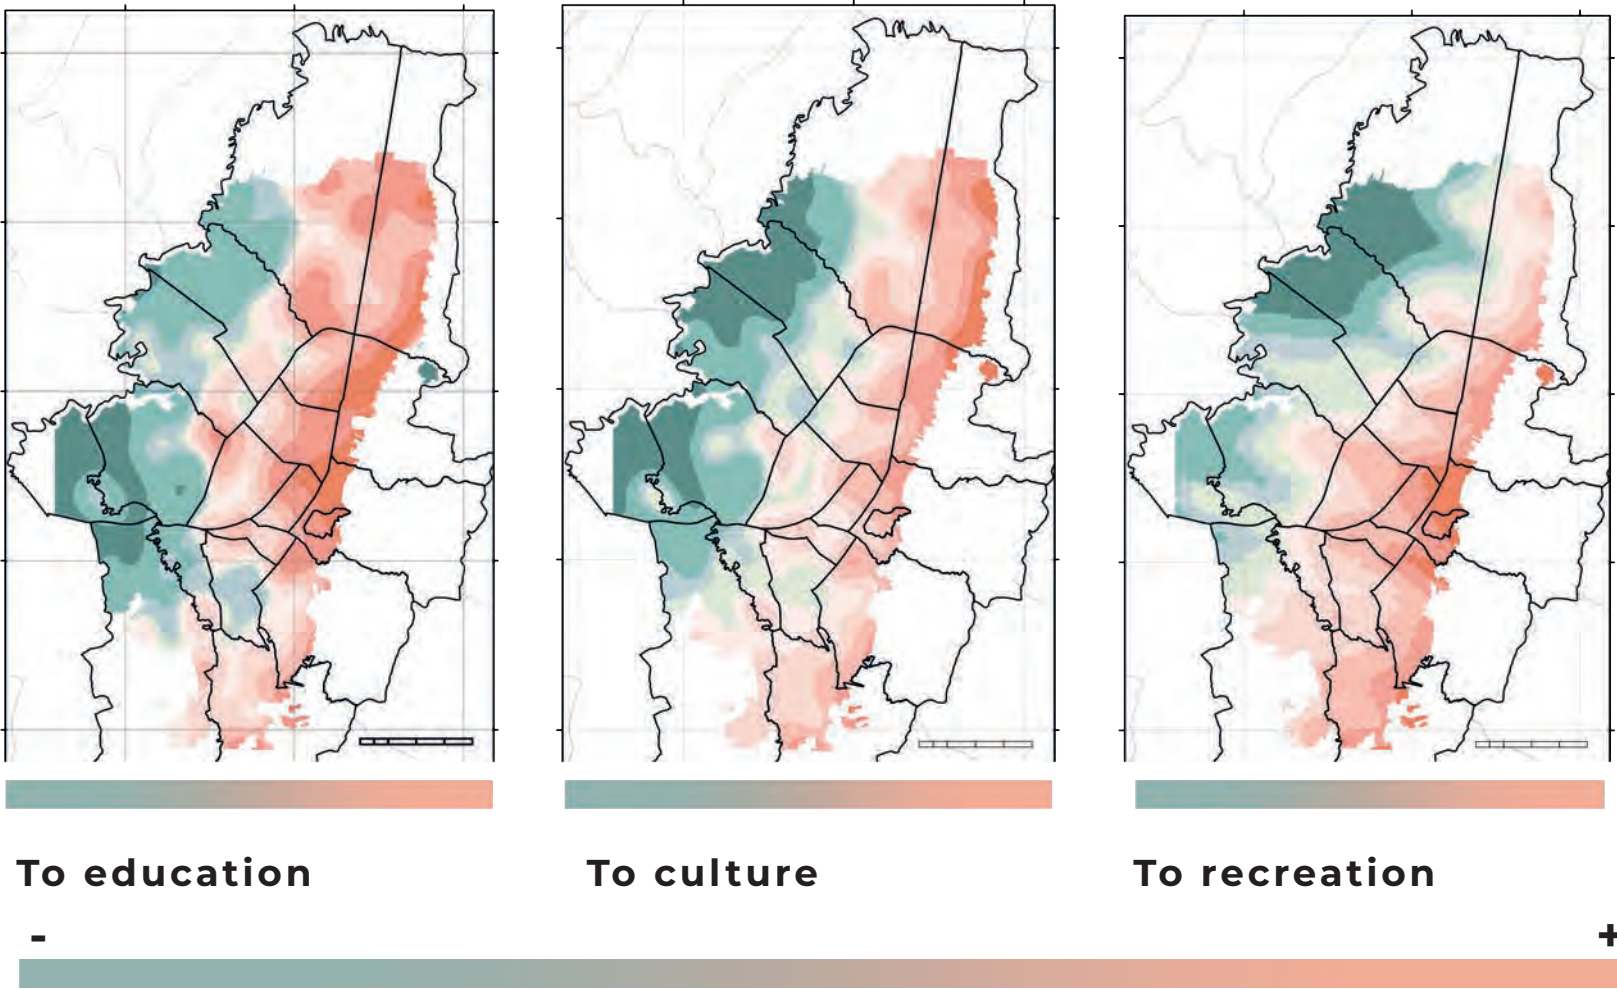 To education
To culture
To recreation
-
+